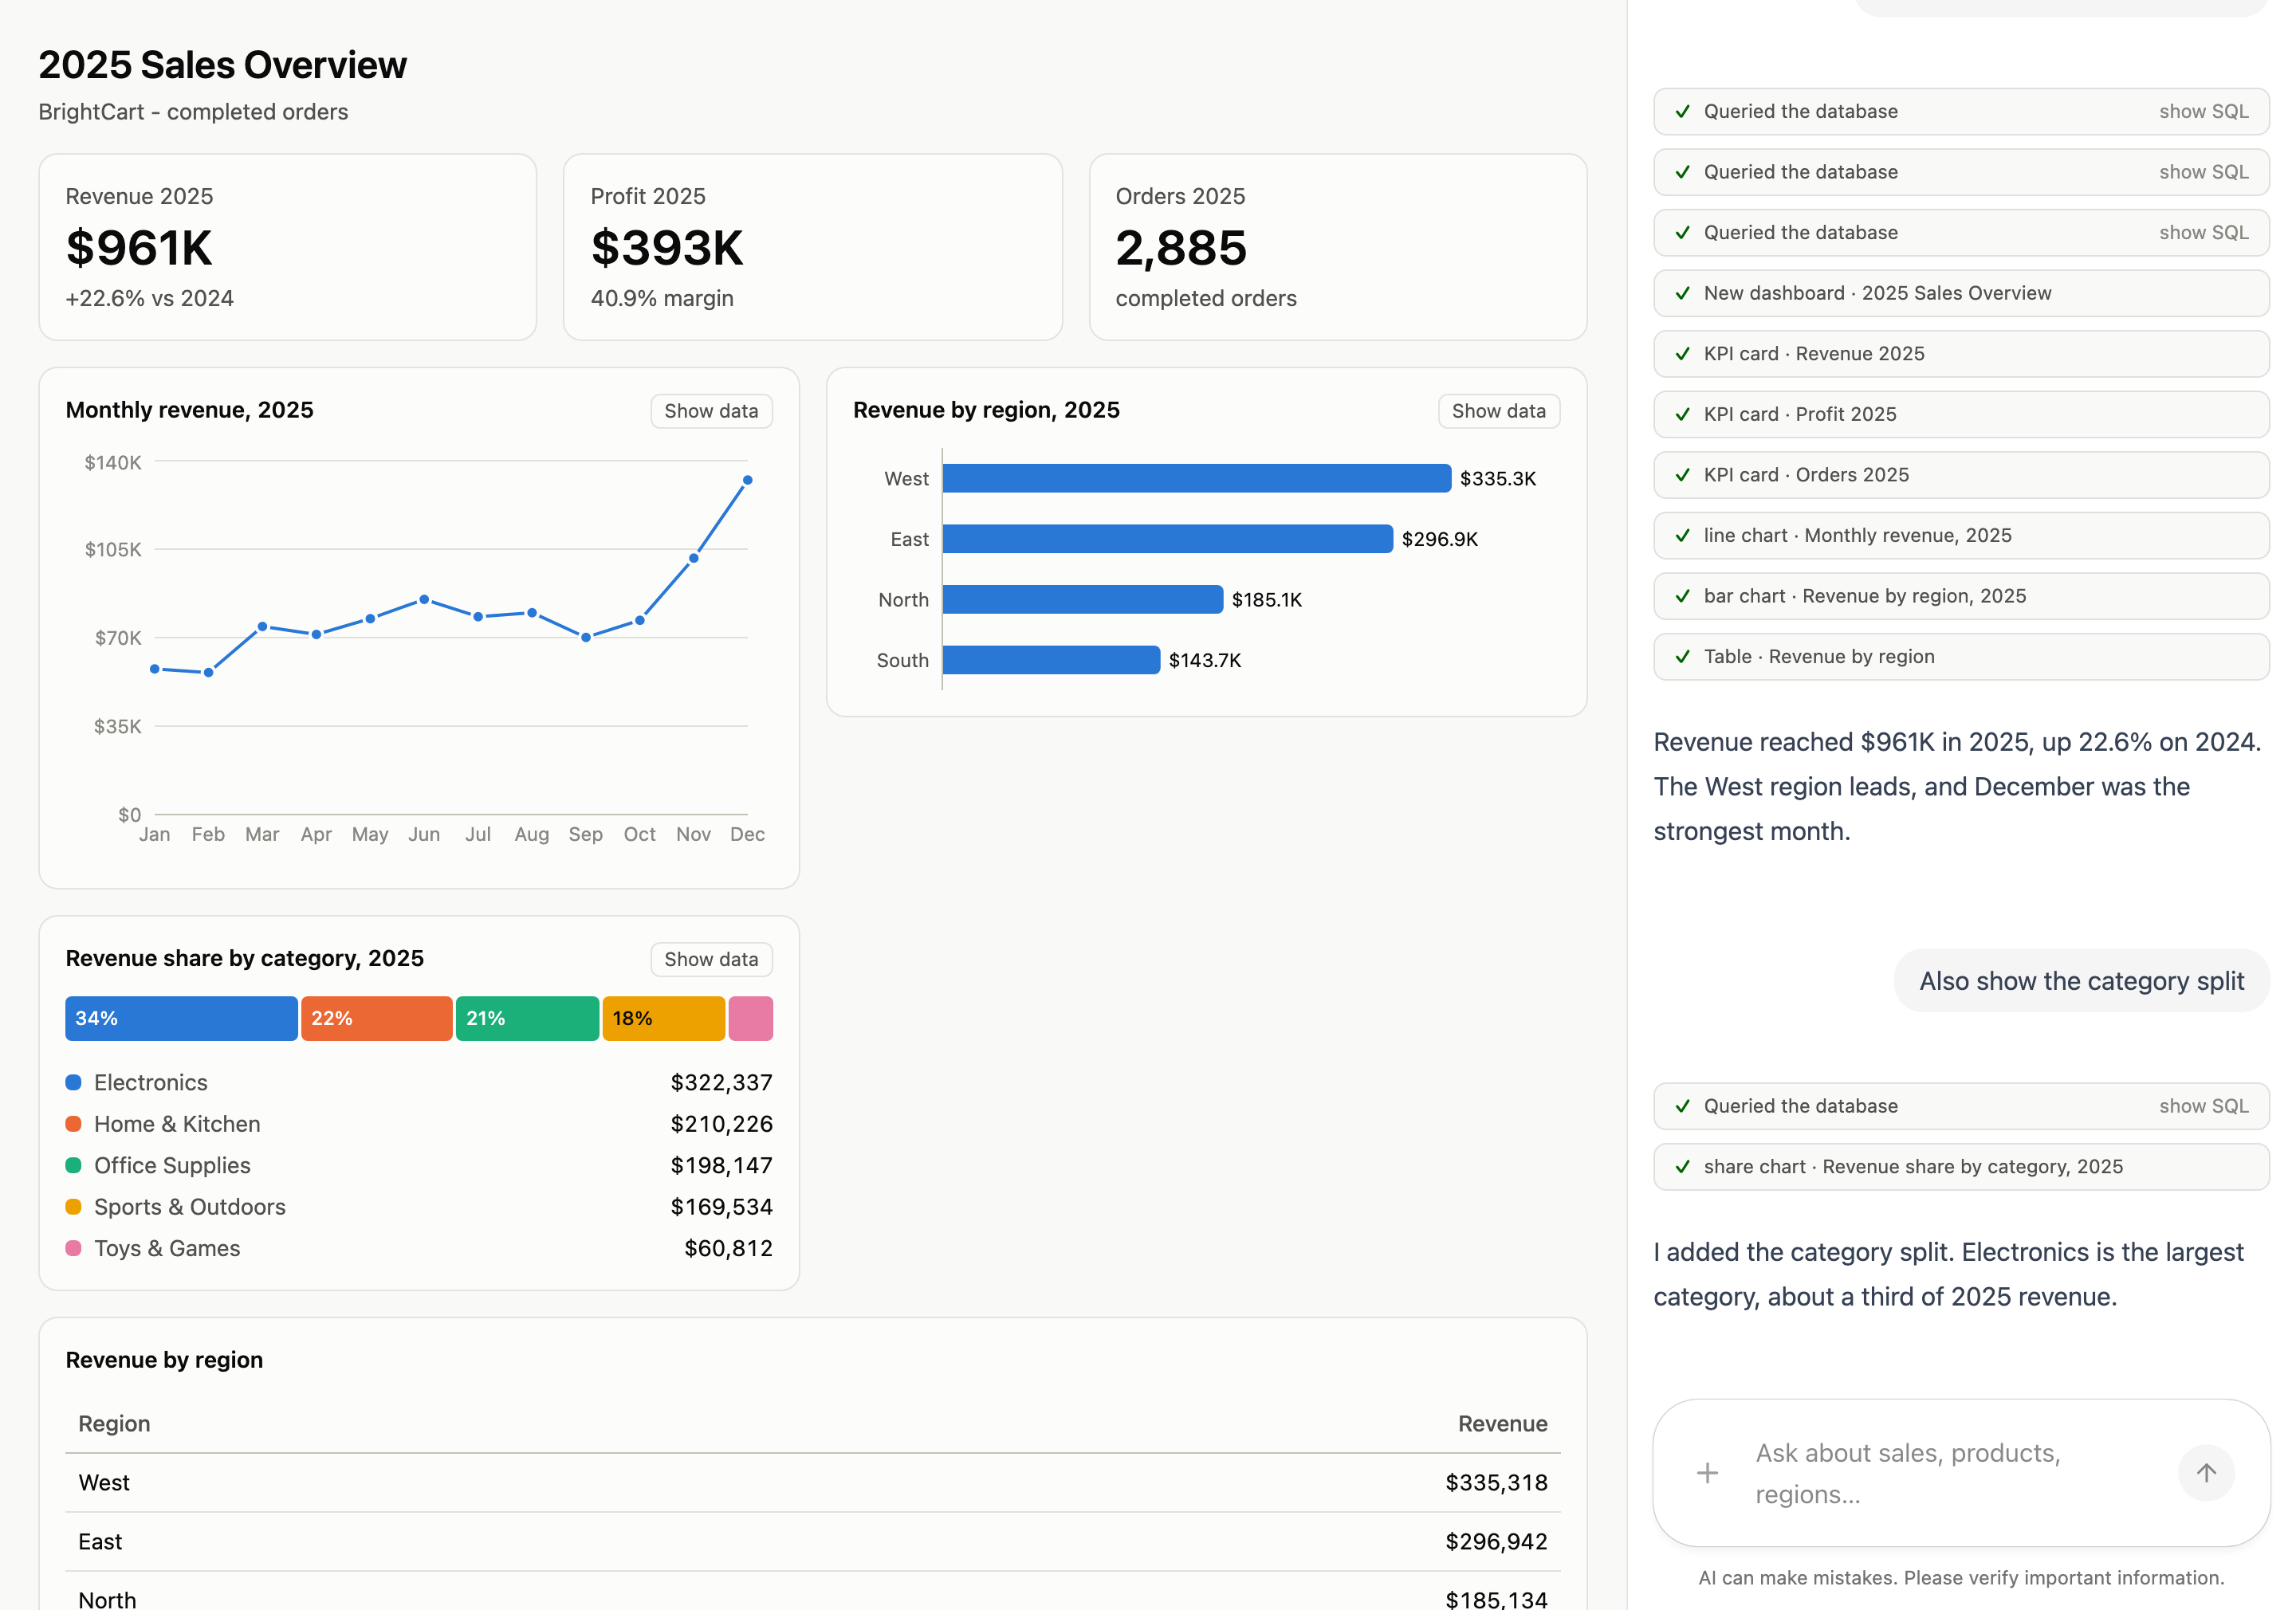 2025 Sales Overview
BrightCart - completed orders
Revenue 2025
$961K
+22.6% vs 2024
Profit 2025
$393K
40.9% margin
Orders 2025
2,885
completed orders
Monthly revenue, 2025
Show data
$140K
$105K
$70K
$35K
$0
Jan Feb Mar Apr May Jun Jul Aug Sep Oct Nov Dec
Revenue by region, 2025
Show data
West $335.3K
East $296.9K
North $185.1K
South $143.7K
Revenue share by category, 2025
Show data
34% 22% 21% 18%
Electronics $322,337
Home & Kitchen $210,226
Office Supplies $198,147
Sports & Outdoors $169,534
Toys & Games $60,812
Revenue by region
Region Revenue
West $335,318
East $296,942
North $185,134
Queried the database show SQL
Queried the database show SQL
Queried the database show SQL
New dashboard · 2025 Sales Overview
KPI card · Revenue 2025
KPI card · Profit 2025
KPI card · Orders 2025
line chart · Monthly revenue, 2025
bar chart · Revenue by region, 2025
Table · Revenue by region
Revenue reached $961K in 2025, up 22.6% on 2024.
The West region leads, and December was the
strongest month.
Also show the category split
Queried the database show SQL
share chart · Revenue share by category, 2025
I added the category split. Electronics is the largest
category, about a third of 2025 revenue.
Ask about sales, products,
regions...
AI can make mistakes. Please verify important information.